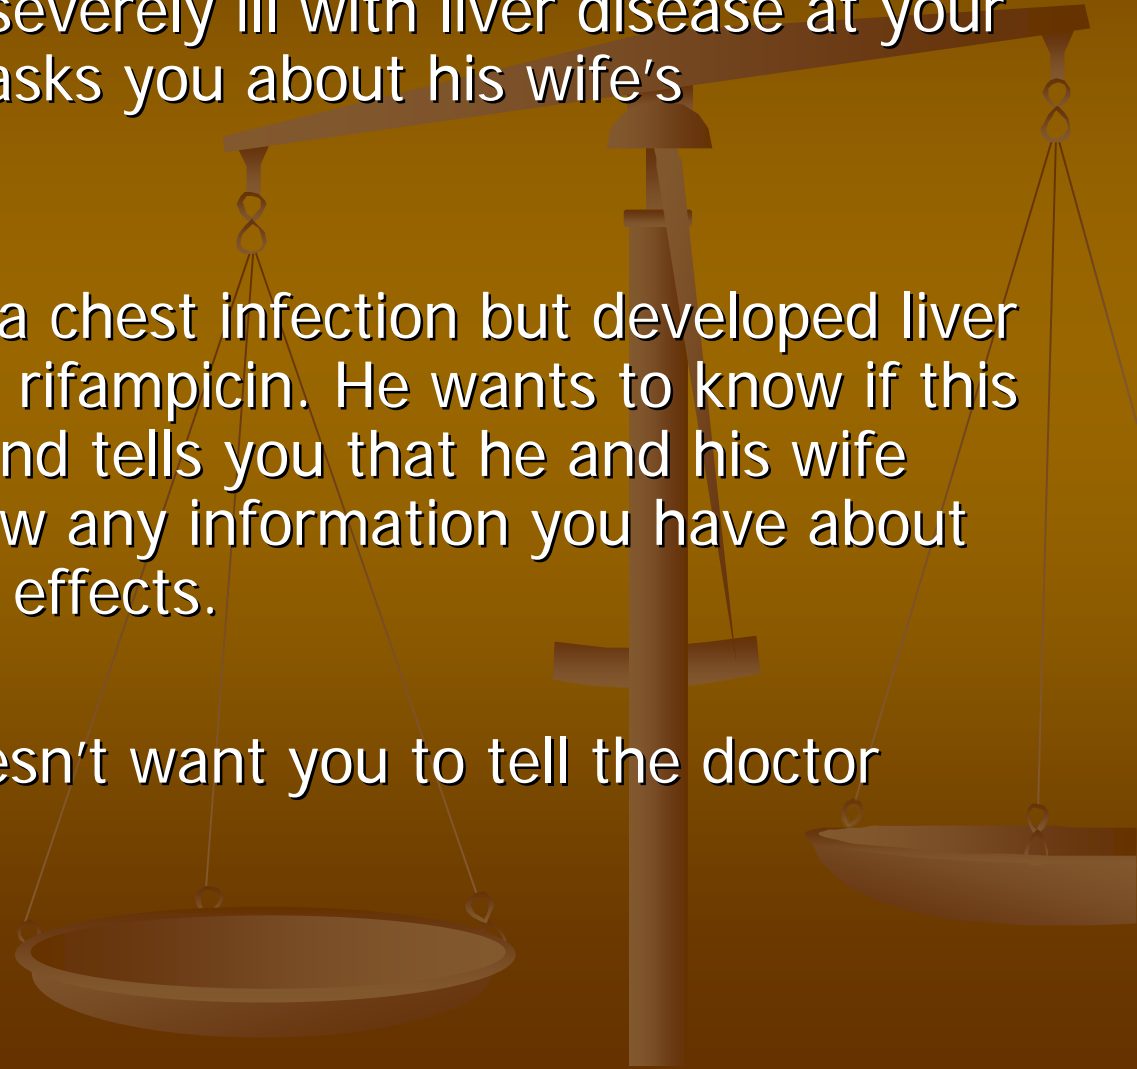 severely ill with liver disease at your
asks you about his wife's
a chest infection but developed liver
rifampicin. He wants to know if this
tells you that he and his wife
any information you have about
effects.
want you to tell the doctor